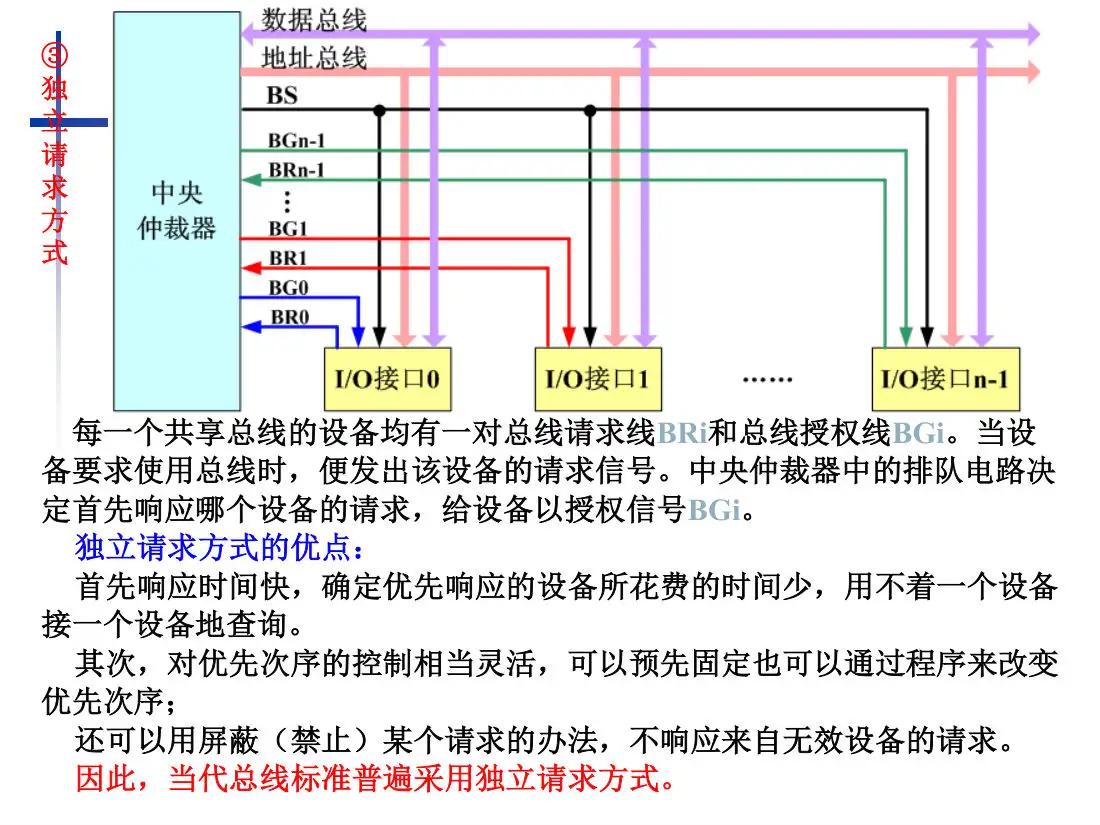 ③独立请求方式
数据总线
地址总线
BS
BGn-1
BRn-1
中央
仲裁器
⋮
BG1
BR1
BG0
BR0
I/O接口0
I/O接口1
……
I/O接口n-1
每一个共享总线的设备均有一对总线请求线BRi和总线授权线BGi。当设
备要求使用总线时，便发出该设备的请求信号。中央仲裁器中的排队电路决
定首先响应哪个设备的请求，给设备以授权信号BGi。
独立请求方式的优点：
首先响应时间快，确定优先响应的设备所花费的时间少，用不着一个设备
接一个设备地查询。
其次，对优先次序的控制相当灵活，可以预先固定也可以通过程序来改变
优先次序；
还可以用屏蔽（禁止）某个请求的办法，不响应来自无效设备的请求。
因此，当代总线标准普遍采用独立请求方式。